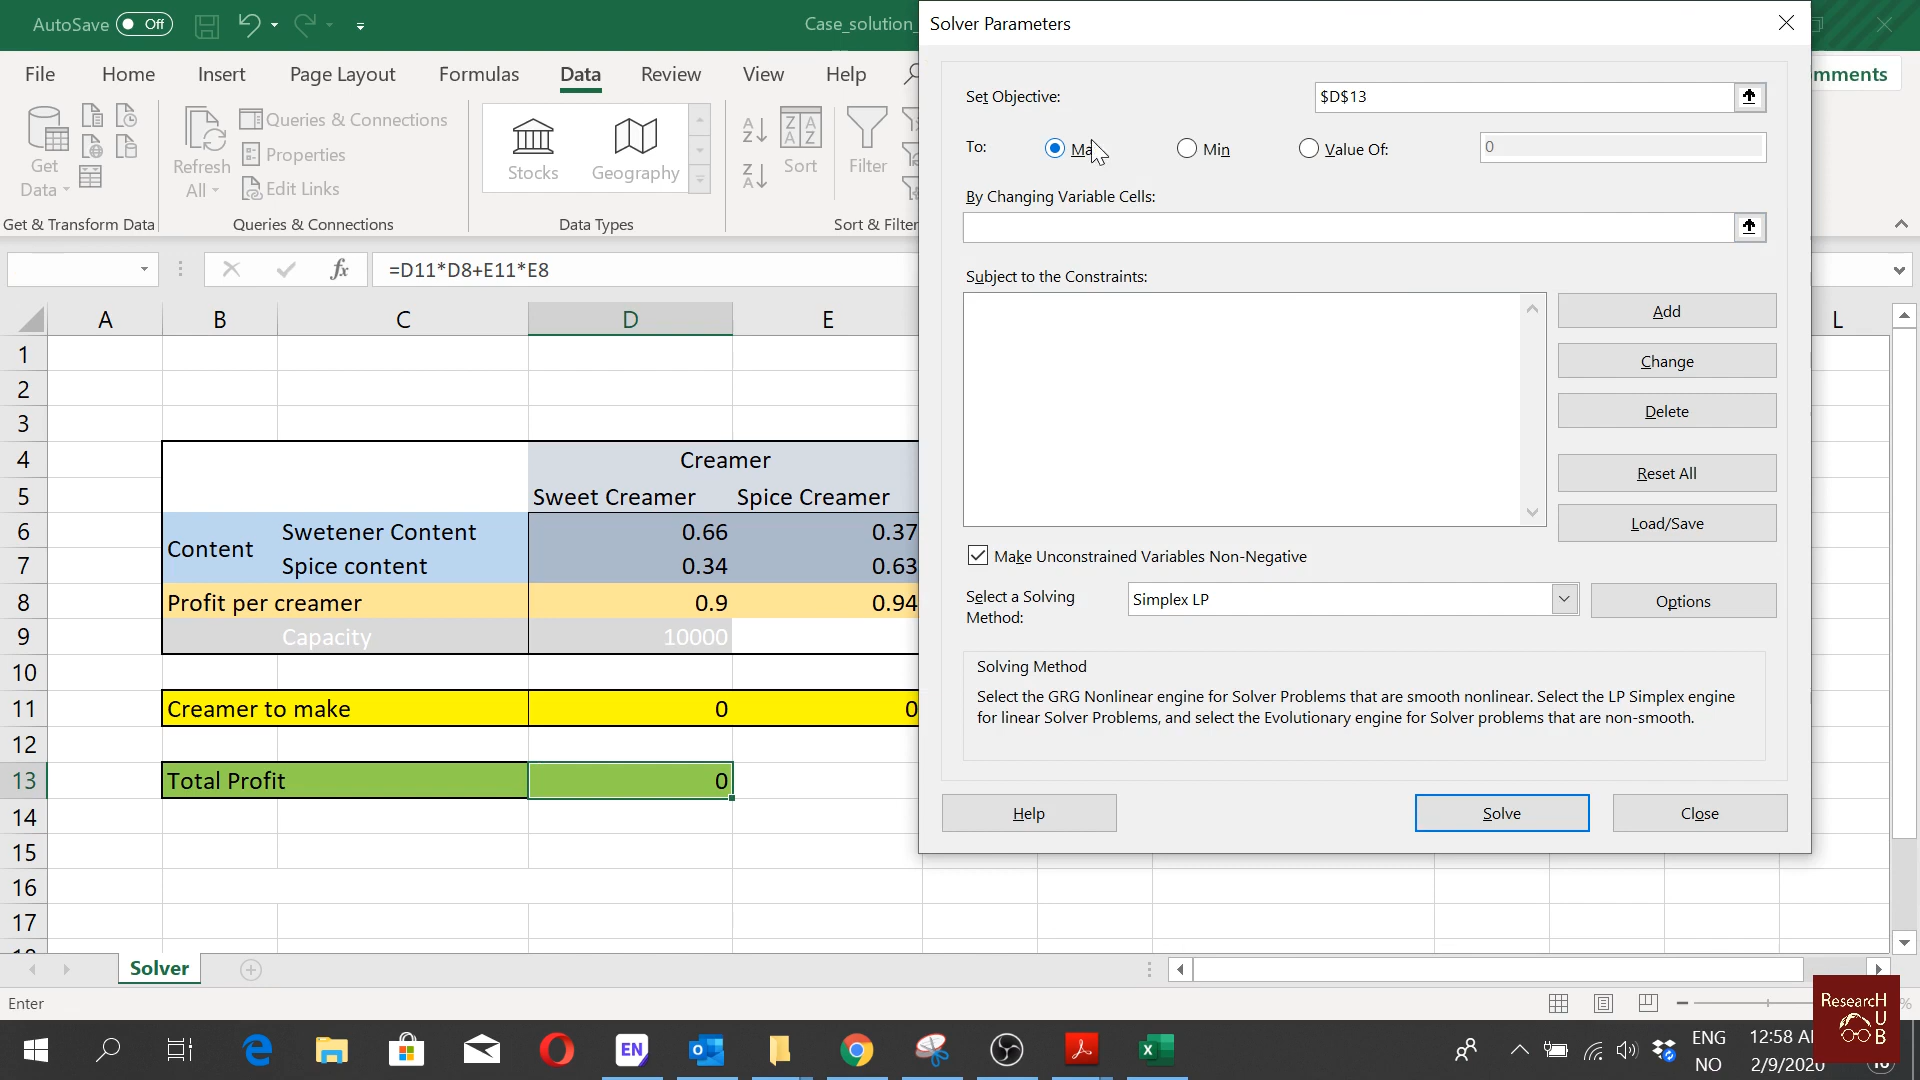 AutoSave Off
Case_solution_
File Home Insert Page Layout Formulas Data Review View Help
mments
Get Data
Refresh All
Queries & Connections
Properties
Edit Links
Stocks
Geography
Sort
Filter
Get & Transform Data
Queries & Connections
Data Types
Sort & Filter
fx =D11*D8+E11*E8
A B C D E L
1
2
3
4 Creamer
5 Sweet Creamer Spice Creamer
6 Swetener Content 0.66 0.37
Content
7 Spice content 0.34 0.63
8 Profit per creamer 0.9 0.94
9 Capacity 10000
10
11 Creamer to make 0 0
12
13 Total Profit 0
14
15
16
17
Solver
Enter
Solver Parameters
Set Objective: $D$13
To: Min Value Of: 0
By Changing Variable Cells:
Subject to the Constraints:
Add
Change
Delete
Reset All
Load/Save
Make Unconstrained Variables Non-Negative
Select a Solving Method:
Simplex LP
Options
Solving Method
Select the GRG Nonlinear engine for Solver Problems that are smooth nonlinear. Select the LP Simplex engine
for linear Solver Problems, and select the Evolutionary engine for Solver problems that are non-smooth.
Help
Solve
Close
ResearcH
U
B
EN
ENG
NO
12:58